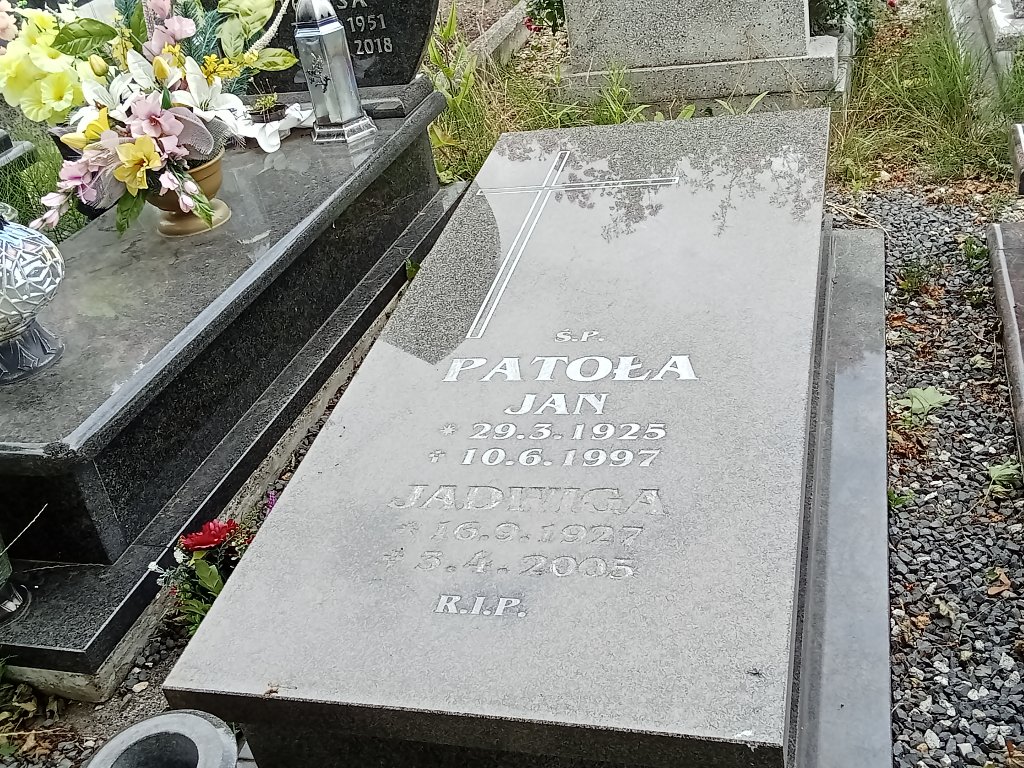 1951
2018
Ś.P.
PATOŁA
JAN
* 29.3.1925
† 10.6.1997
JADWIGA
* 16.9.1927
† 3.4.2005
R.I.P.